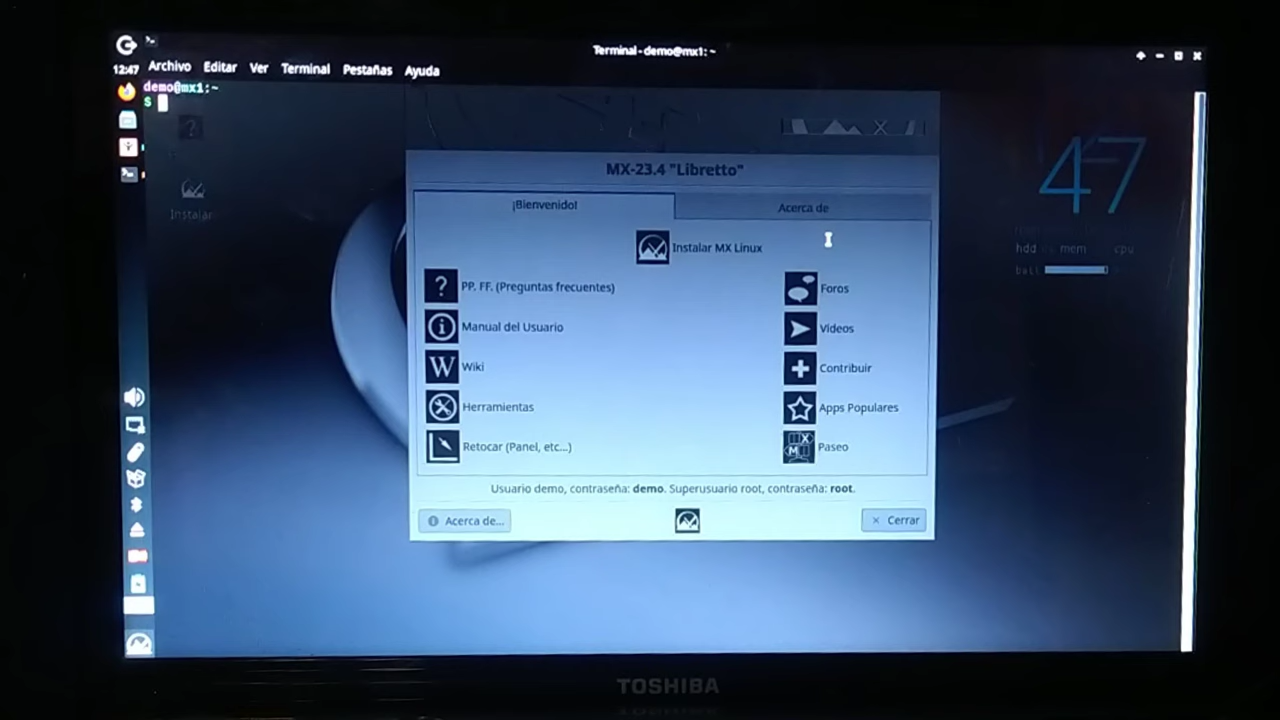 Terminal - demo@mx1: ~
12:47
Archivo Editar Ver Terminal Pestañas Ayuda
demo@mx1:~
$
MX-23.4 "Libretto"
¡Bienvenido! Acerca de
Instalar MX Linux
PP. FF. (Preguntas frecuentes) Foros
Manual del Usuario Videos
Wiki Contribuir
Herramientas Apps Populares
Retocar (Panel, etc...) Paseo
Usuario demo, contraseña: demo. Superusuario root, contraseña: root.
Acerca de... Cerrar
Instalar
47
hdd mem cpu
batt
TOSHIBA